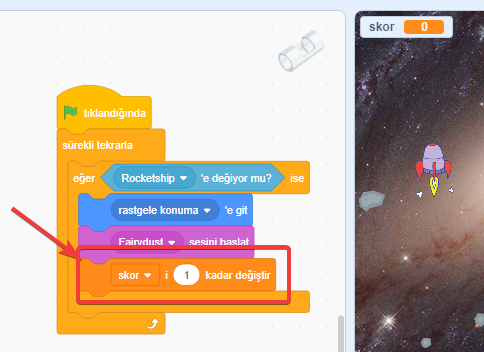 skor 0
tıklandığında
sürekli tekrarla
eğer Rocketship 'e değiyor mu? ise
rastgele konuma 'e git
Fairydust sesini başlat
skor i 1 kadar değiştir